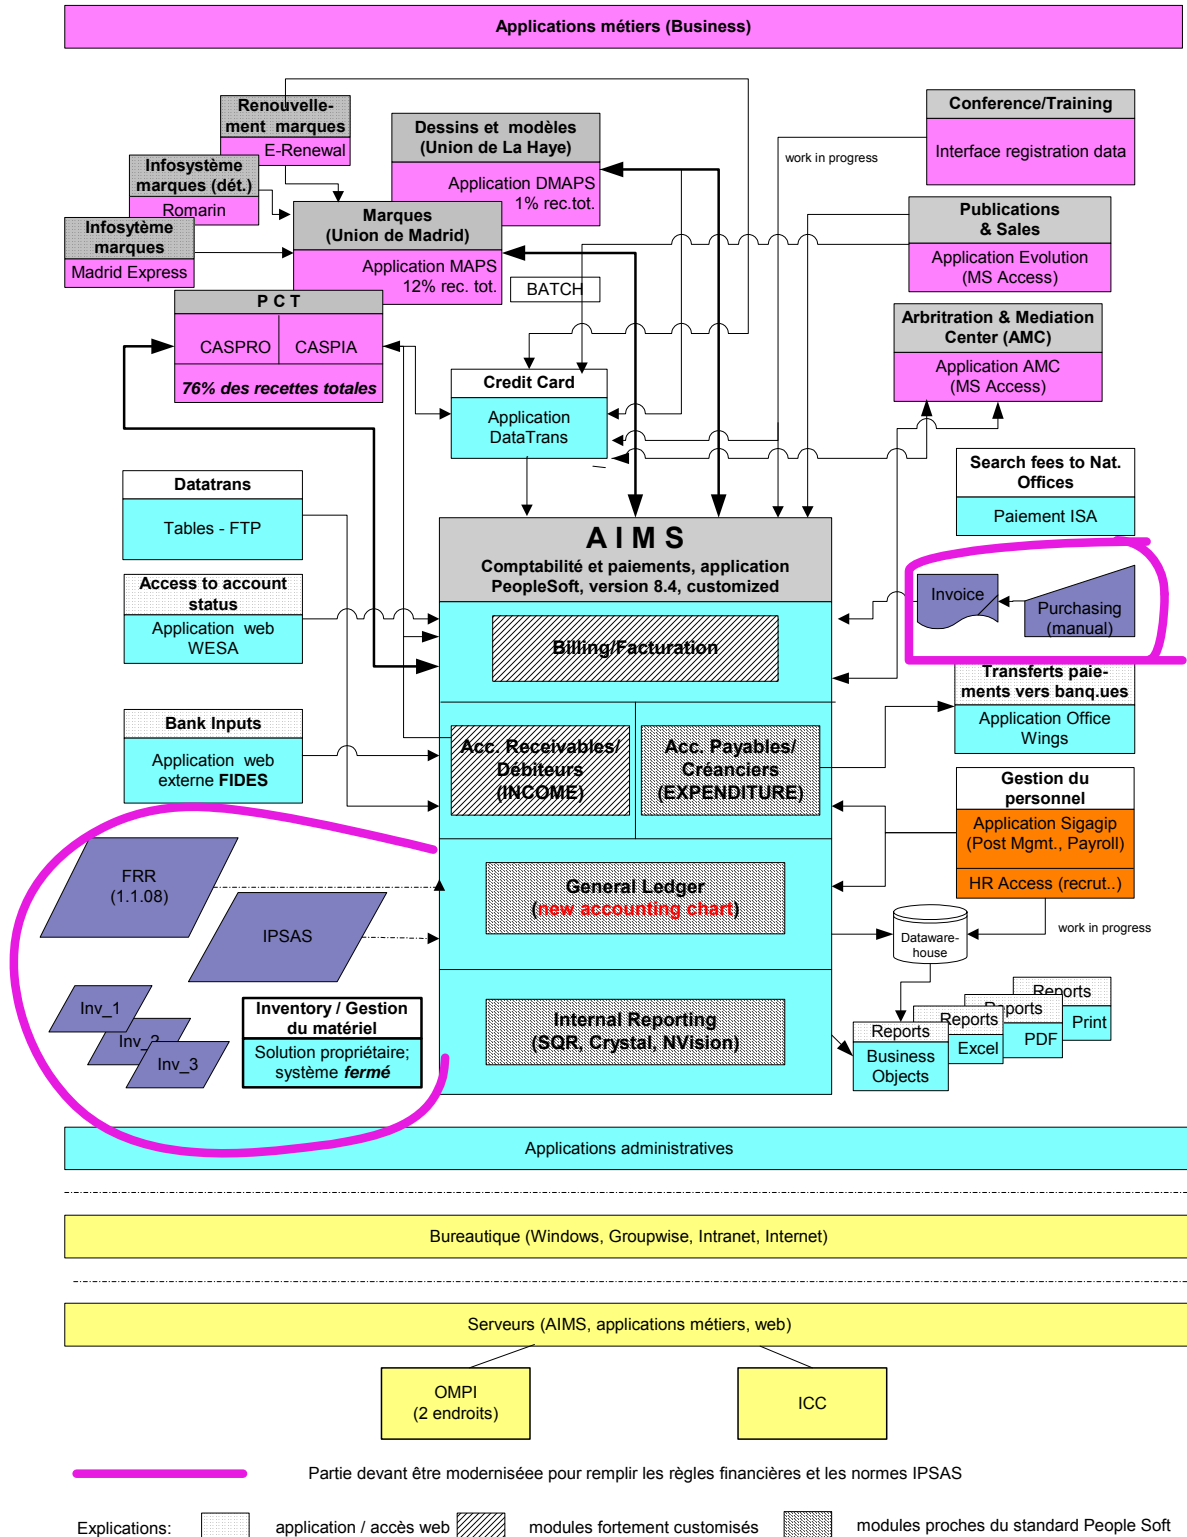 Applications métiers (Business)
Renouvelle-
ment marques
E-Renewal
Infosystème
marques (dét.)
Romarin
Infosytème
marques
Madrid Express
Dessins et modèles
(Union de La Haye)
Application DMAPS
1% rec.tot.
Marques
(Union de Madrid)
Application MAPS
12% rec. tot.
BATCH
P C T
CASPRO
CASPIA
76% des recettes totales
Conference/Training
Interface registration data
work in progress
Publications
& Sales
Application Evolution
(MS Access)
Arbritration & Mediation
Center (AMC)
Application AMC
(MS Access)
Credit Card
Application
DataTrans
Search fees to Nat.
Offices
Paiement ISA
Datatrans
Tables - FTP
Access to account
status
Application web
WESA
Bank Inputs
Application web
externe FIDES
A I M S
Comptabilité et paiements, application
PeopleSoft, version 8.4, customized
Billing/Facturation
Acc. Receivables/
Débiteurs
(INCOME)
Acc. Payables/
Créanciers
(EXPENDITURE)
General Ledger
(new accounting chart)
Internal Reporting
(SQR, Crystal, NVision)
Invoice
Purchasing
(manual)
Transferts paie-
ments vers banq.ues
Application Office
Wings
Gestion du
personnel
Application Sigagip
(Post Mgmt., Payroll)
HR Access (recrut..)
work in progress
Dataware-
house
Reports
Business
Objects
Reports
Excel
Reports
PDF
Reports
Print
FRR
(1.1.08)
IPSAS
Inv_1
Inv_2
Inv_3
Inventory / Gestion
du matériel
Solution propriétaire;
système fermé
Applications administratives
Bureautique (Windows, Groupwise, Intranet, Internet)
Serveurs (AIMS, applications métiers, web)
OMPI
(2 endroits)
ICC
Partie devant être moderniséee pour remplir les règles financières et les normes IPSAS
Explications:
application / accès web
modules fortement customisés
modules proches du standard People Soft